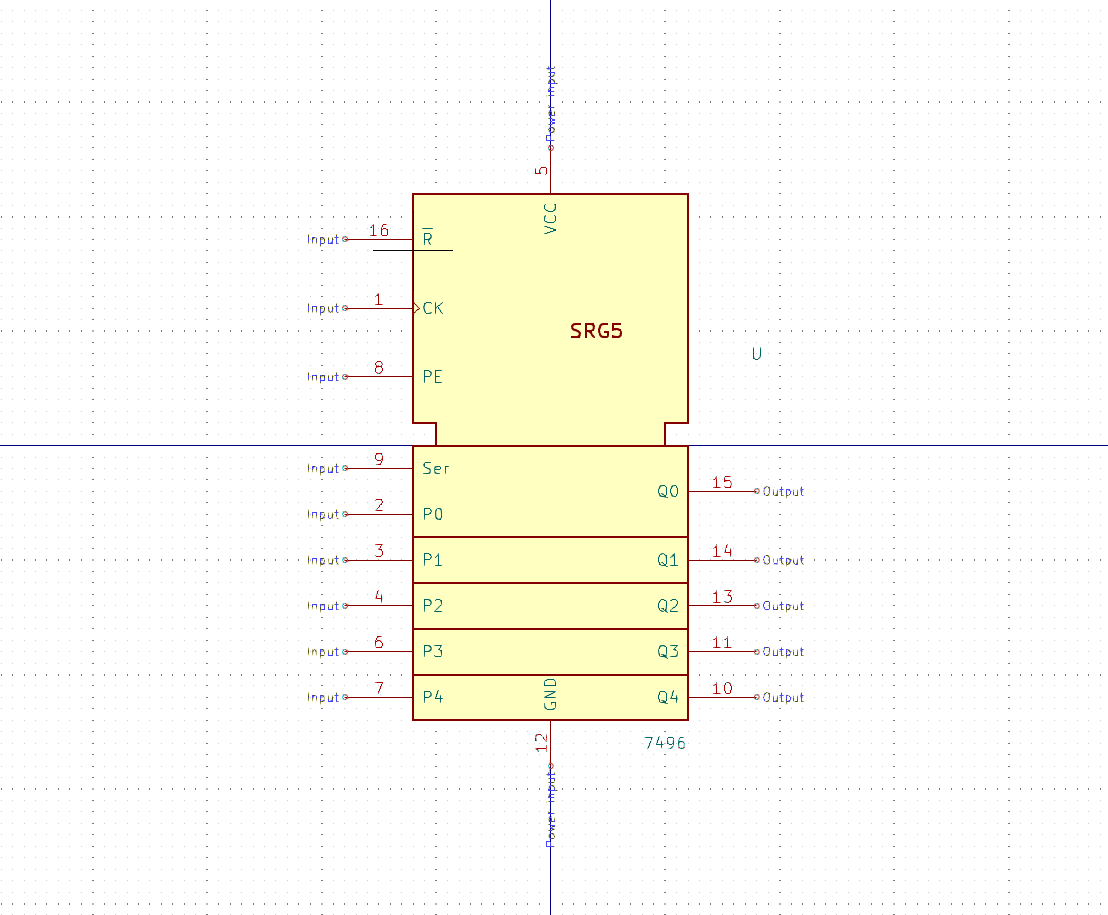 Power input
5
VCC
Input 16 R
Input 1 CK
SRG5
U
Input 8 PE
Input 9 Ser
Q0 15 Output
Input 2 P0
Input 3 P1 Q1 14 Output
Input 4 P2 Q2 13 Output
Input 6 P3 Q3 11 Output
Input 7 P4 GND Q4 10 Output
12
7496
Power input